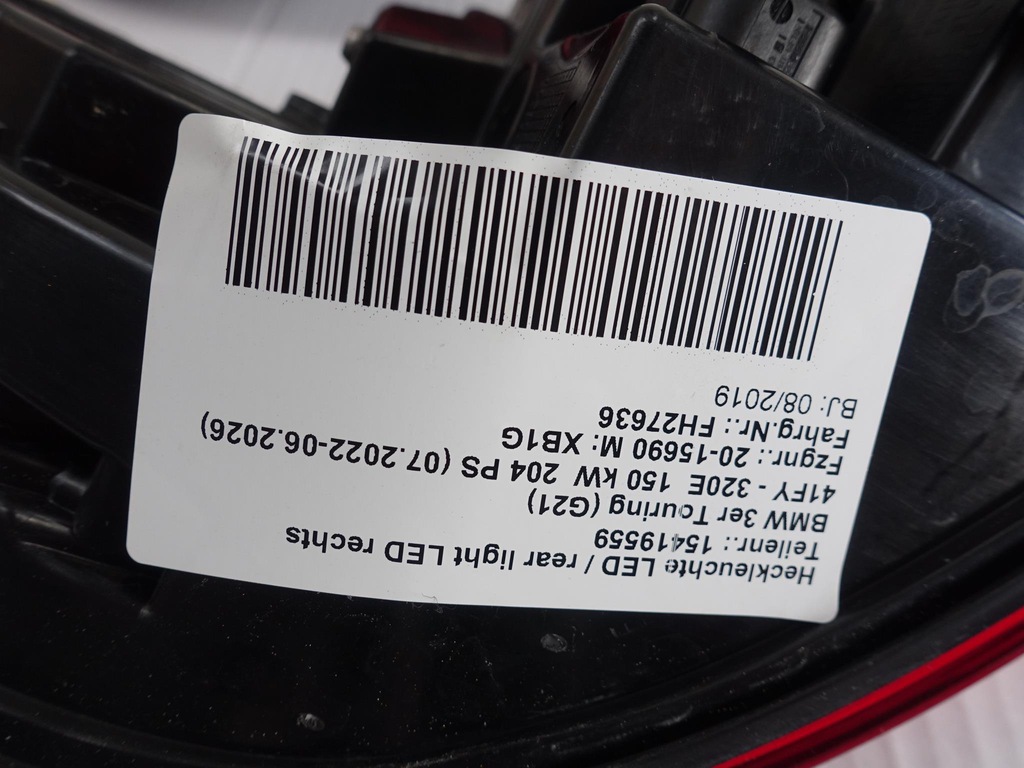 Heckleuchte LED / rear light LED rechts
Teilenr.: 15419559
BMW 3er Touring (G21)
41FY - 320E 150 kW 204 PS (07.2022-06.2026)
Fzgnr.: 20-15690 M: XB1G
Fahrg.Nr.: FH27636
BJ: 08/2019